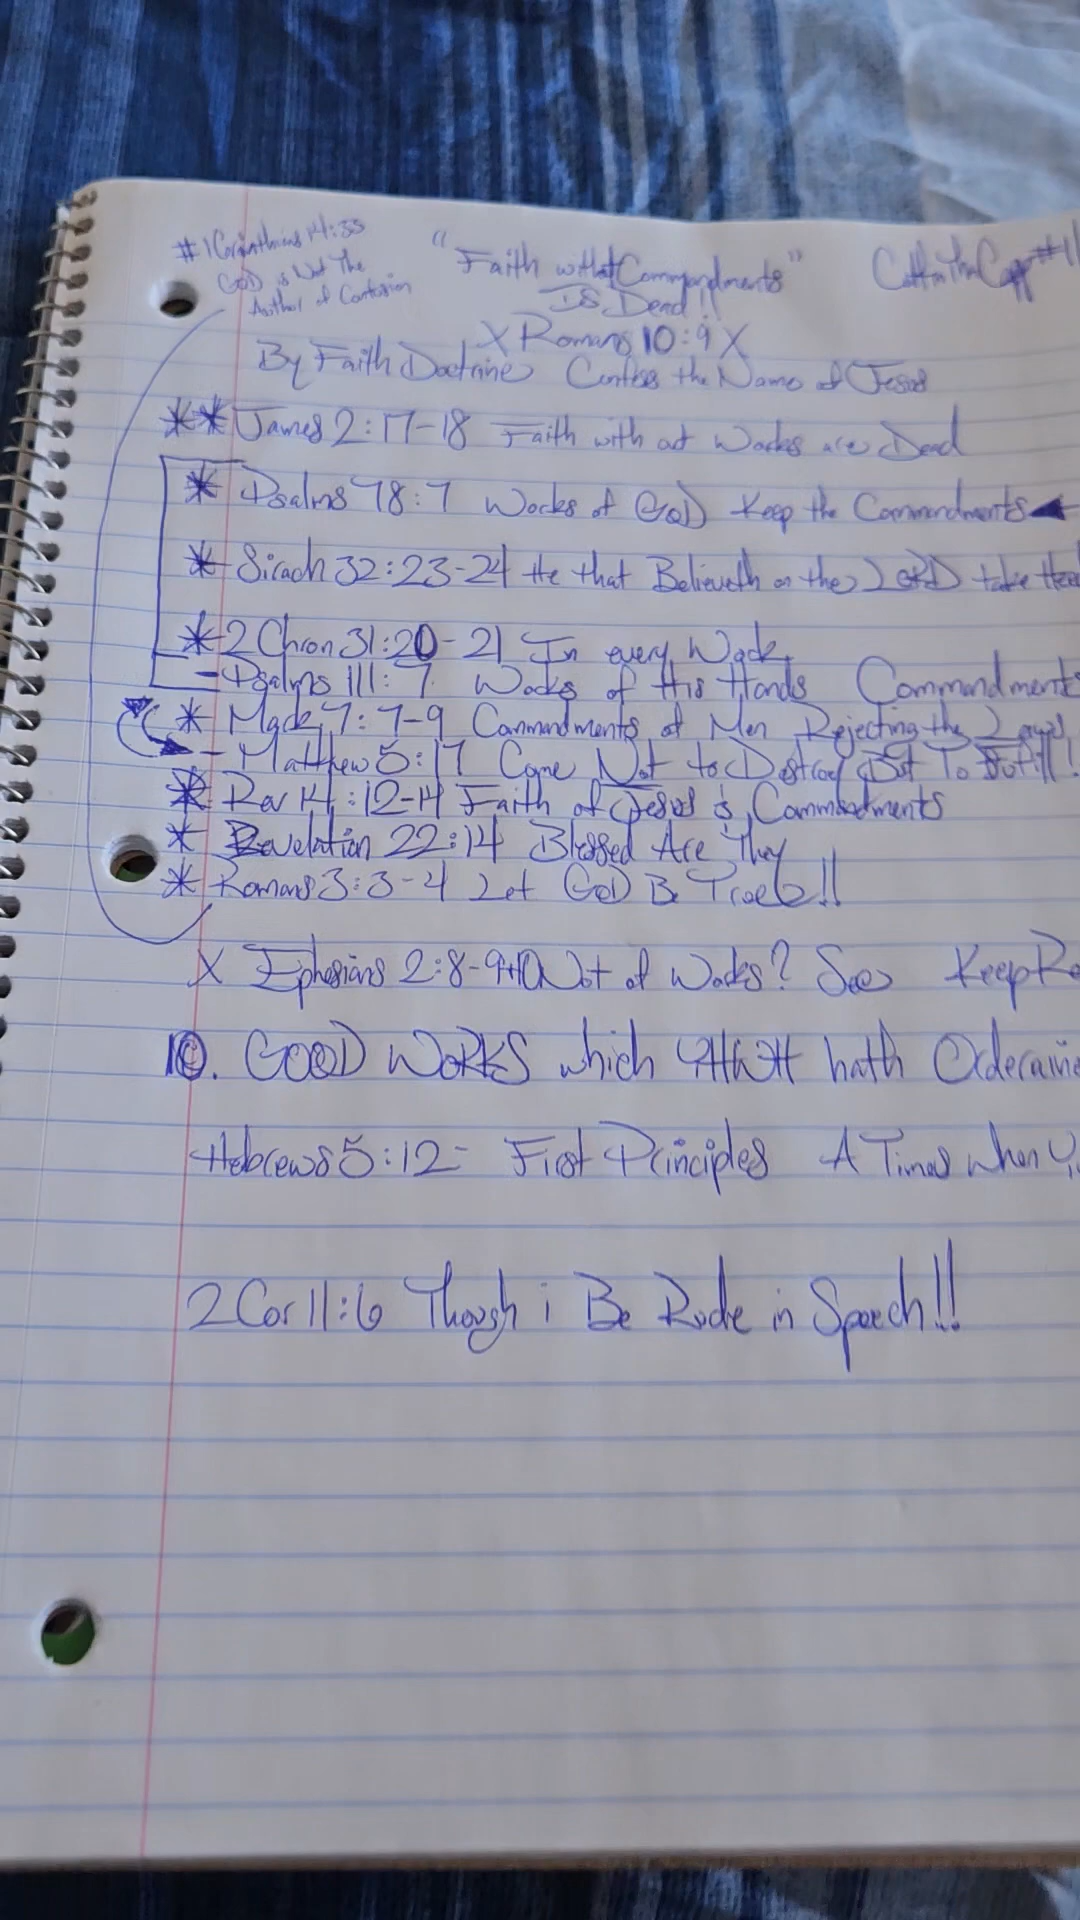 #1Corinthians 14:33
GOD is Not The
Author of Confusion
"Faith without Commandments"
Is Dead!!
X Romans 10:9 X
By Faith Doctrine Confess the Name of Jesus
** James 2:17-18 Faith with out Works are Dead
* Psalms 78:7 Works of GOD Keep the Commandments
* Sirach 32:23-24 He that Believeth on the LORD take Heed
* 2 Chron 31:20-21 In every Work
- Psalms 111:7 Works of His Hands Commandments
* Mark 7:7-9 Commandments of Men Rejecting the
- Matthew 5:17 Come Not to Destroy But To Fulfill!
* Rev 14:12-14 Faith of Jesus & Commandments
* Revelation 22:14 Blessed Are They
* Romans 3:3-4 Let GOD Be True!!
X Ephesians 2:8-9+10 Not of Works? See Keep Re
10. GOOD WORKS which hath
Hebrews 5:12- First Principles A Time when
2 Cor 11:6 Though i Be Rude in Speech!!